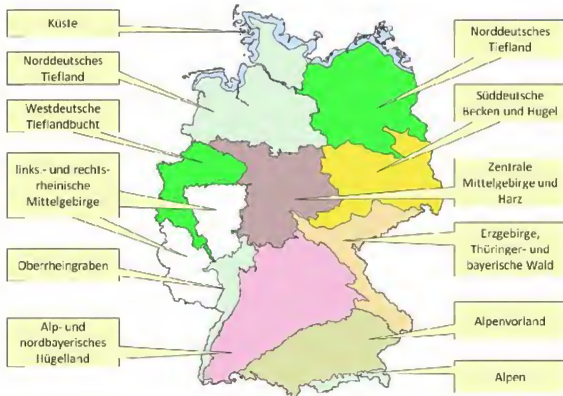 Küste
Norddeutsches
Tiefland
Westdeutsche
Tieflandbucht
links.- und rechts-
rheinische
Mittelgebirge
Oberrheingraben
Alp- und
nordbayerisches
Hügelland
Norddeutsches
Tiefland
Süddeutsche
Becken und Hugel
Zentrale
Mittelgebirge und
Harz
Erzgebirge,
Thüringer- und
bayerische Wald
Alpenvorland
Alpen